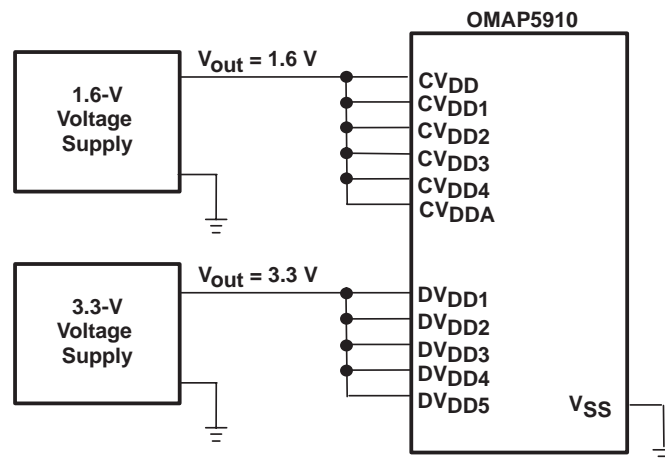 OMAP5910
1.6-V
Voltage
Supply
Vout = 1.6 V
CVDD
CVDD1
CVDD2
CVDD3
CVDD4
CVDDA
3.3-V
Voltage
Supply
Vout = 3.3 V
DVDD1
DVDD2
DVDD3
DVDD4
DVDD5
VSS